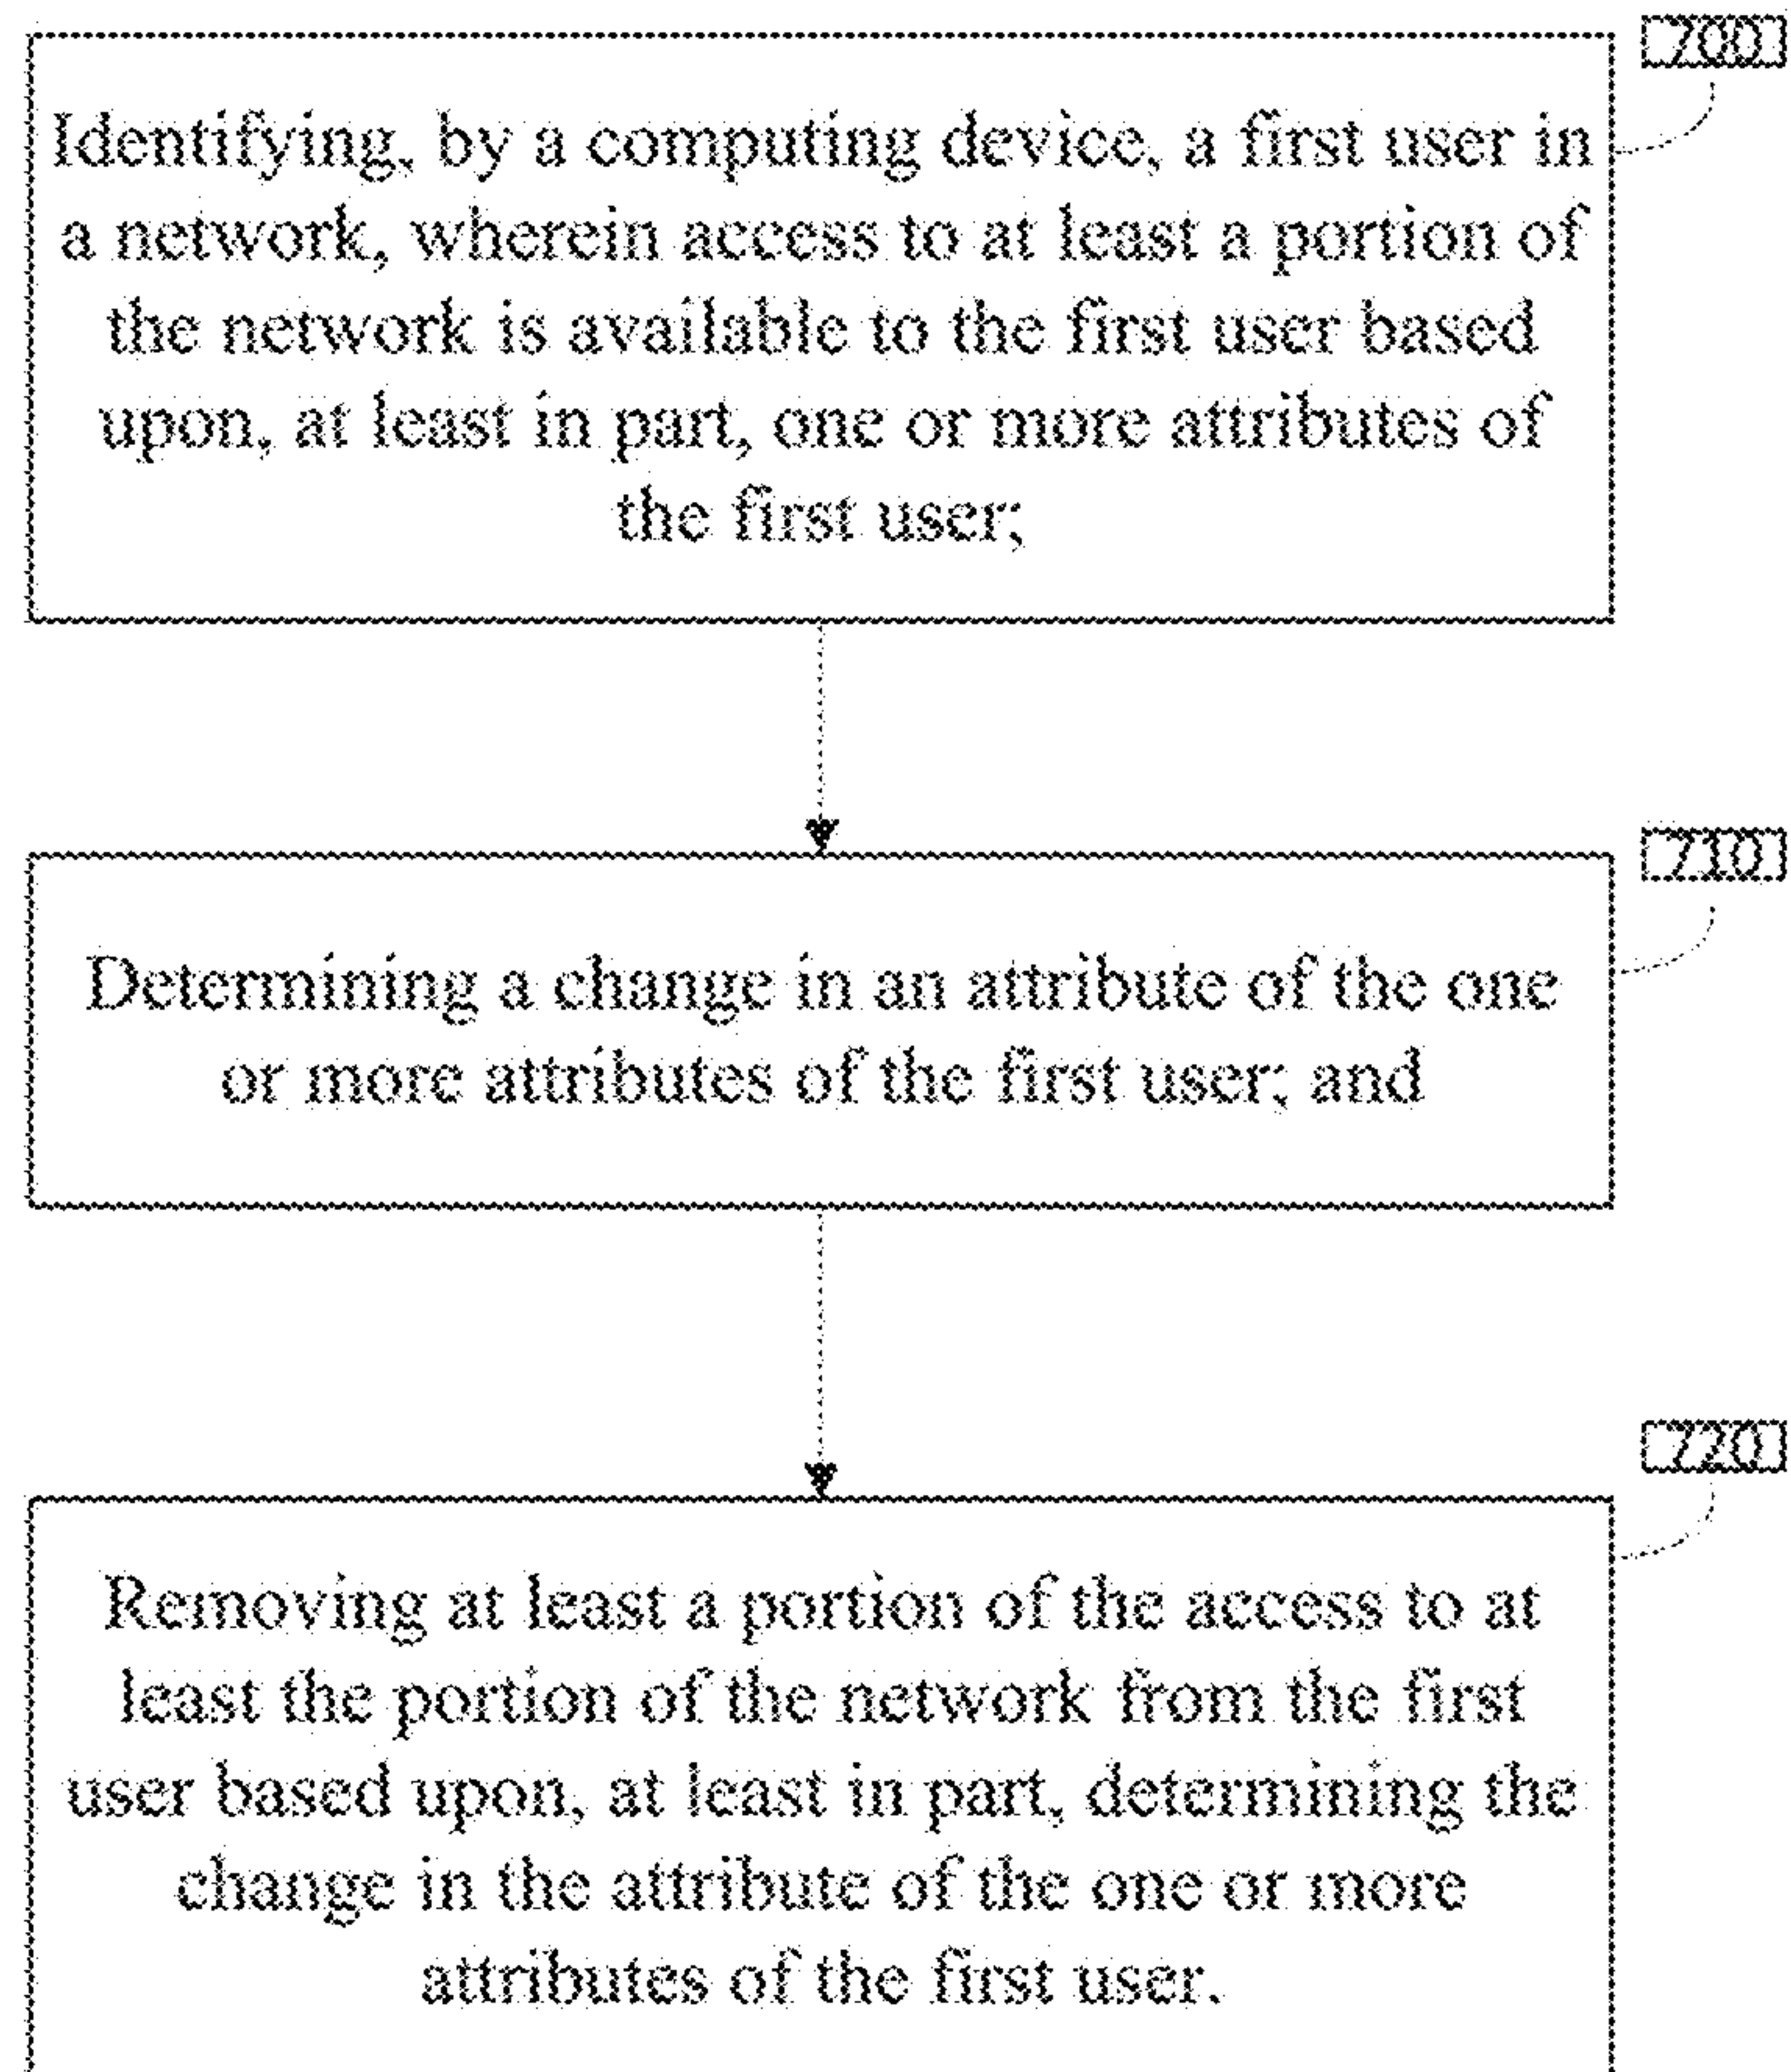 700
Identifying, by a computing device, a first user in
a network, wherein access to at least a portion of
the network is available to the first user based
upon, at least in part, one or more attributes of
the first user;
710
Determining a change in an attribute of the one
or more attributes of the first user; and
720
Removing at least a portion of the access to at
least the portion of the network from the first
user based upon, at least in part, determining the
change in the attribute of the one or more
attributes of the first user.